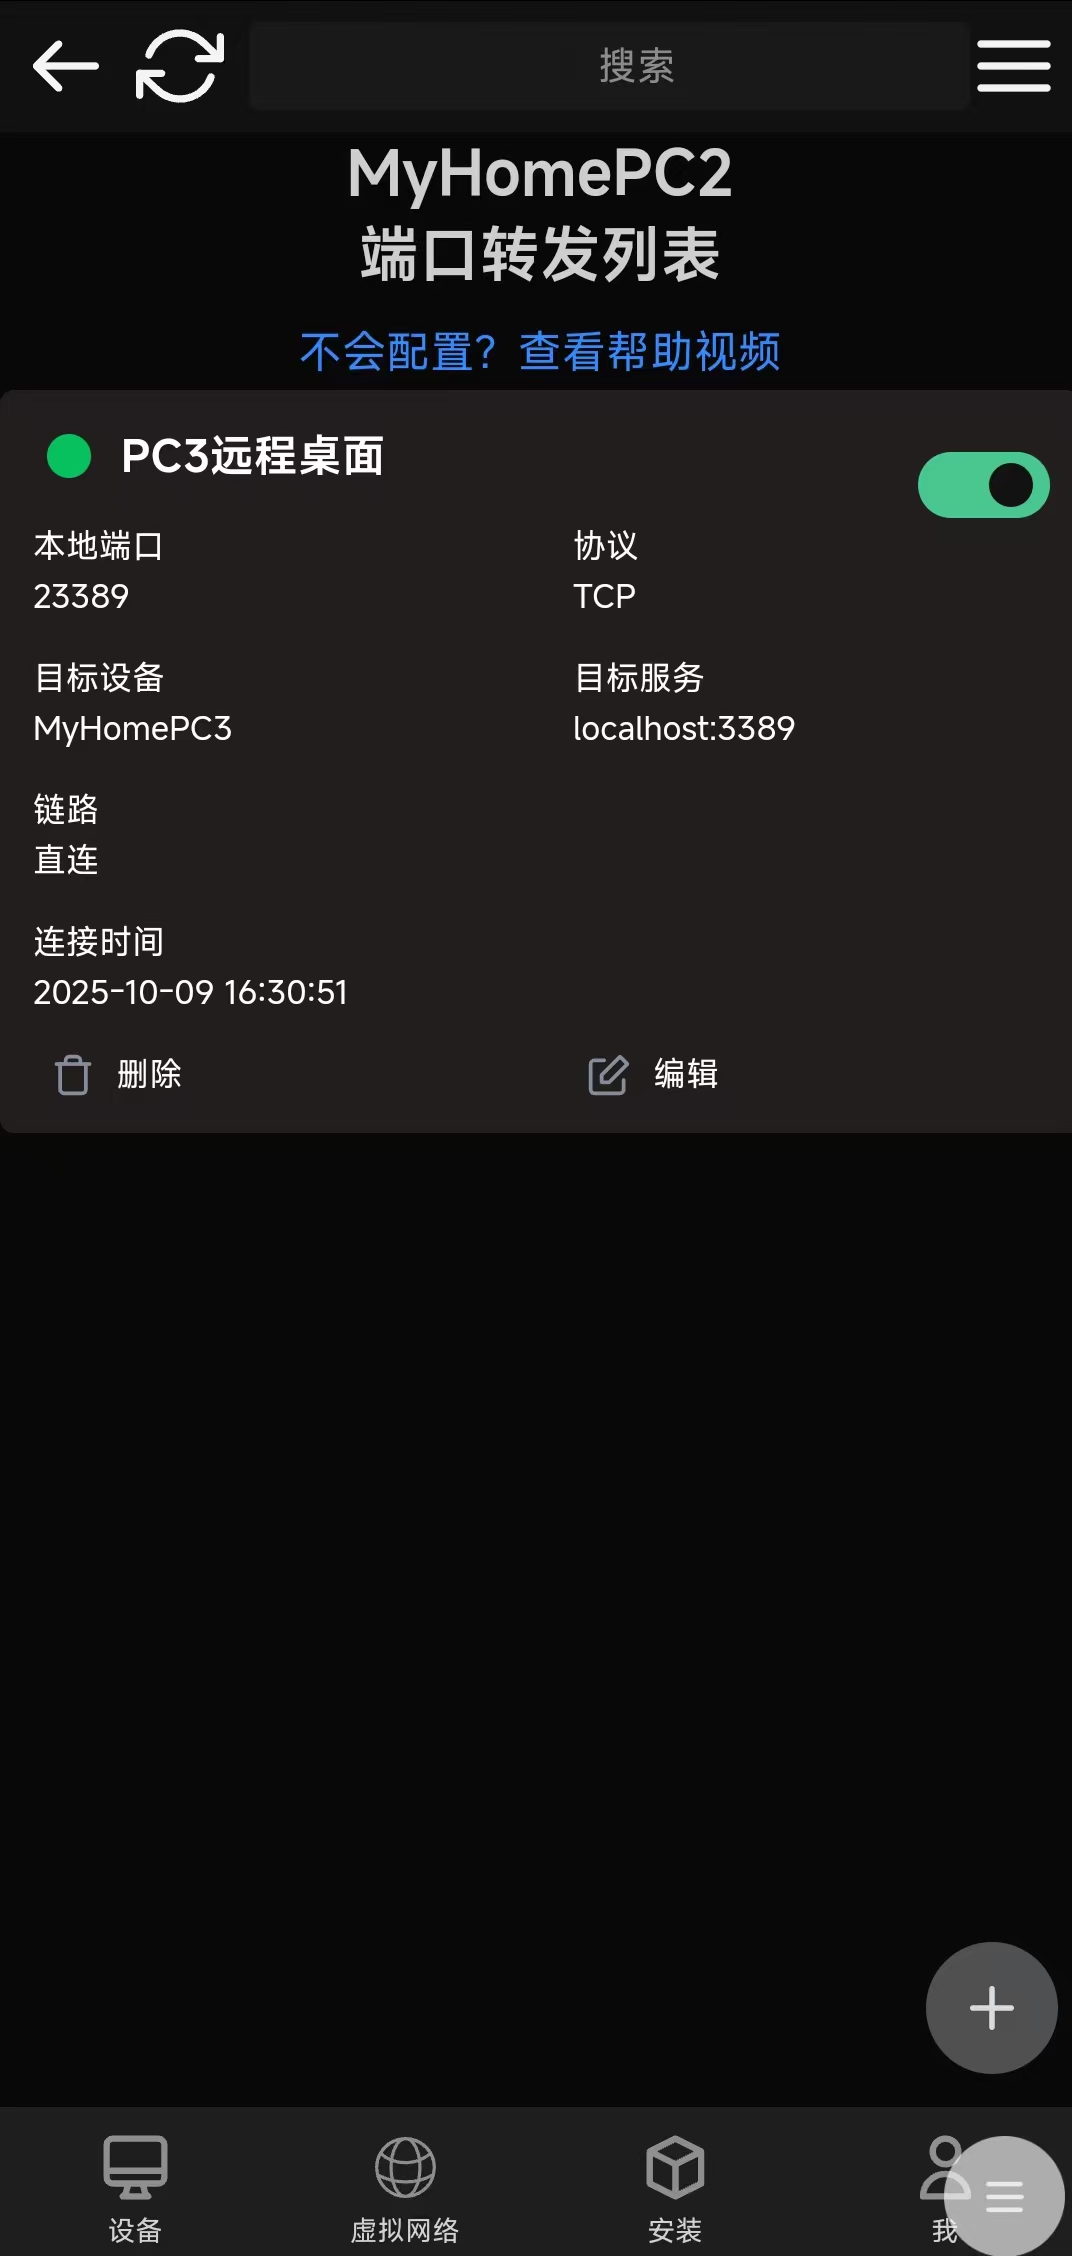 搜索
MyHomePC2
端口转发列表
不会配置？查看帮助视频
PC3远程桌面
本地端口
23389
协议
TCP
目标设备
MyHomePC3
目标服务
localhost:3389
链路
直连
连接时间
2025-10-09 16:30:51
删除
编辑
设备
虚拟网络
安装
我